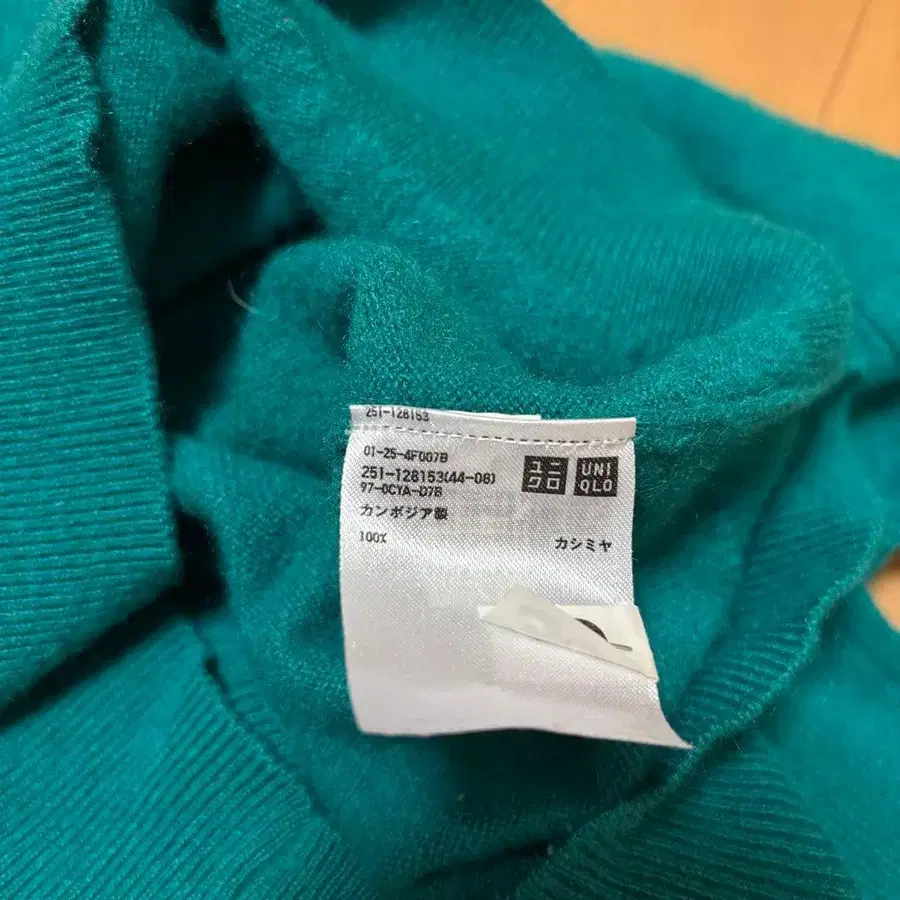 251-128153
01-25-4F007B
251-128153(44-08)
97-0CYA-07B
ユニ
クロ
UNI
QLO
カンボジア製
100%
カシミヤ